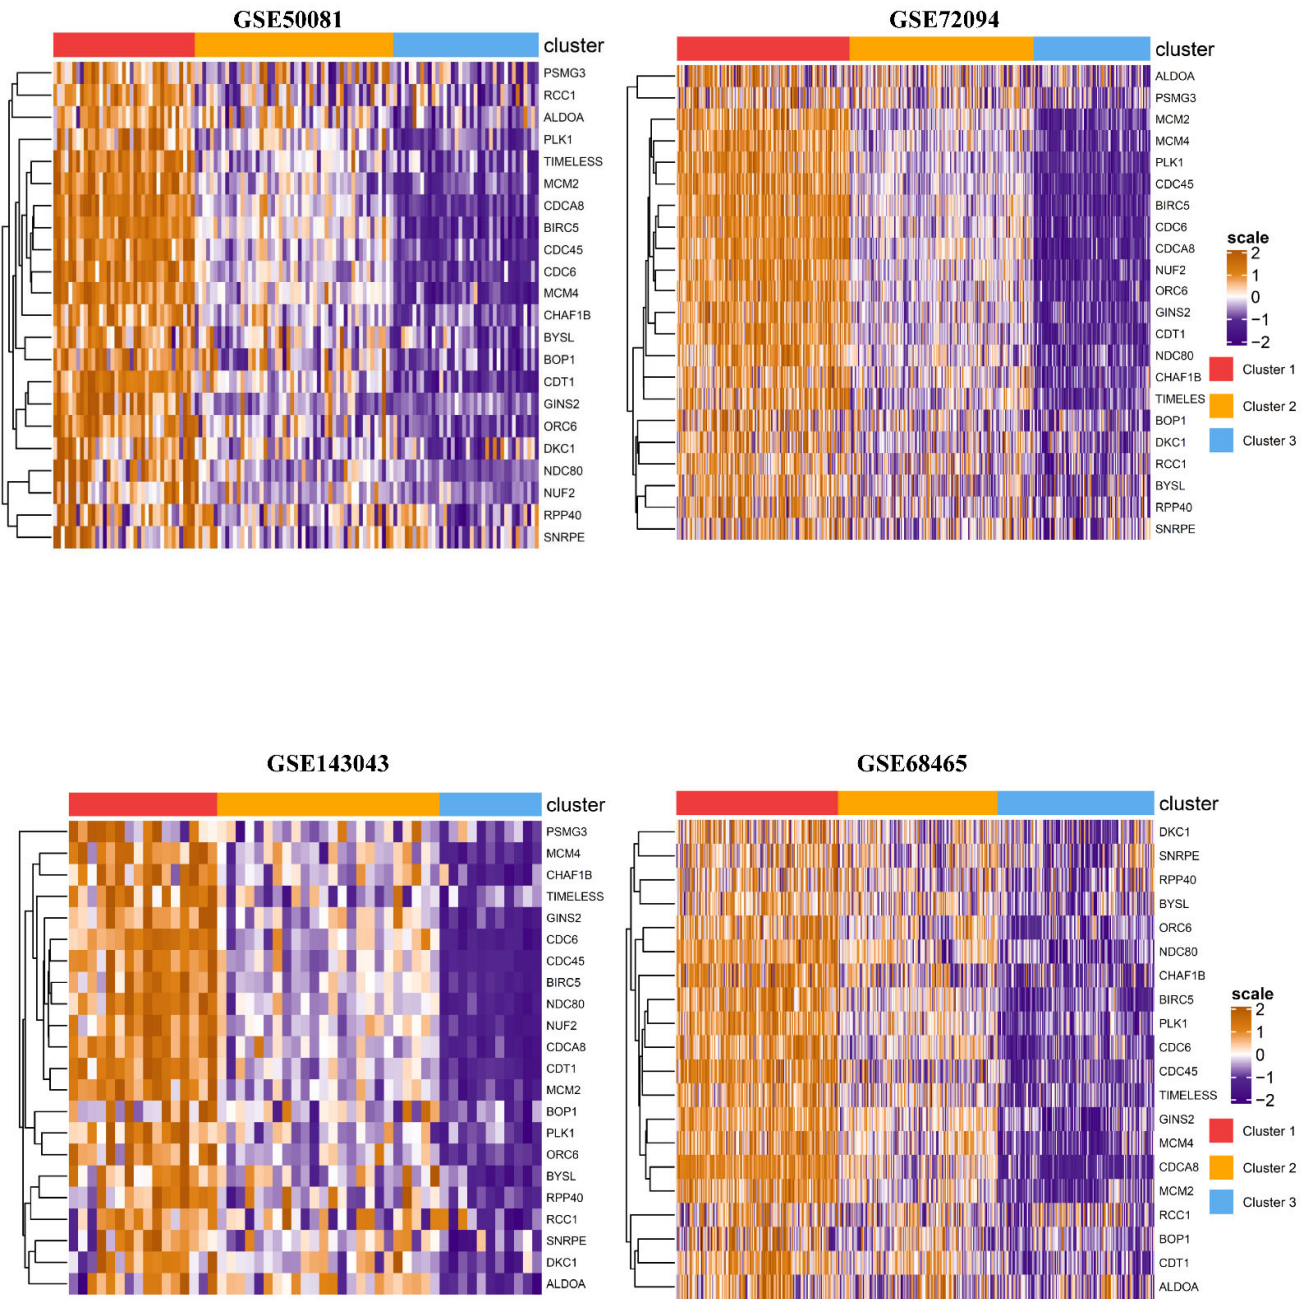 GSE50081
cluster
PSMG3
RCC1
ALDOA
PLK1
TIMELESS
MCM2
CDCA8
BIRC5
CDC45
CDC6
MCM4
CHAF1B
BYSL
BOP1
CDT1
GINS2
ORC6
DKC1
NDC80
NUF2
RPP40
SNRPE
GSE72094
cluster
ALDOA
PSMG3
MCM2
MCM4
PLK1
CDC45
BIRC5
CDC6
CDCA8
NUF2
ORC6
GINS2
CDT1
NDC80
CHAF1B
TIMELES
BOP1
DKC1
RCC1
BYSL
RPP40
SNRPE
scale
2
1
0
−1
−2
Cluster 1
Cluster 2
Cluster 3
GSE143043
cluster
PSMG3
MCM4
CHAF1B
TIMELESS
GINS2
CDC6
CDC45
BIRC5
NDC80
NUF2
CDCA8
CDT1
MCM2
BOP1
PLK1
ORC6
BYSL
RPP40
RCC1
SNRPE
DKC1
ALDOA
GSE68465
cluster
DKC1
SNRPE
RPP40
BYSL
ORC6
NDC80
CHAF1B
BIRC5
PLK1
CDC6
CDC45
TIMELESS
GINS2
MCM4
CDCA8
MCM2
RCC1
BOP1
CDT1
ALDOA
scale
2
1
0
−1
−2
Cluster 1
Cluster 2
Cluster 3